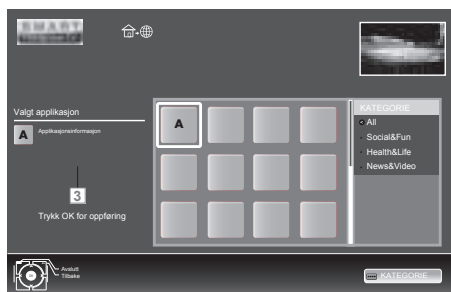 SMART
Valgt applikasjon
A
Applikasjonsinformasjon
3
Trykk OK for oppføring
A
KATEGORIE
All
Social&Fun
Health&Life
News&Video
Avslutt
Tilbake
KATEGORIE